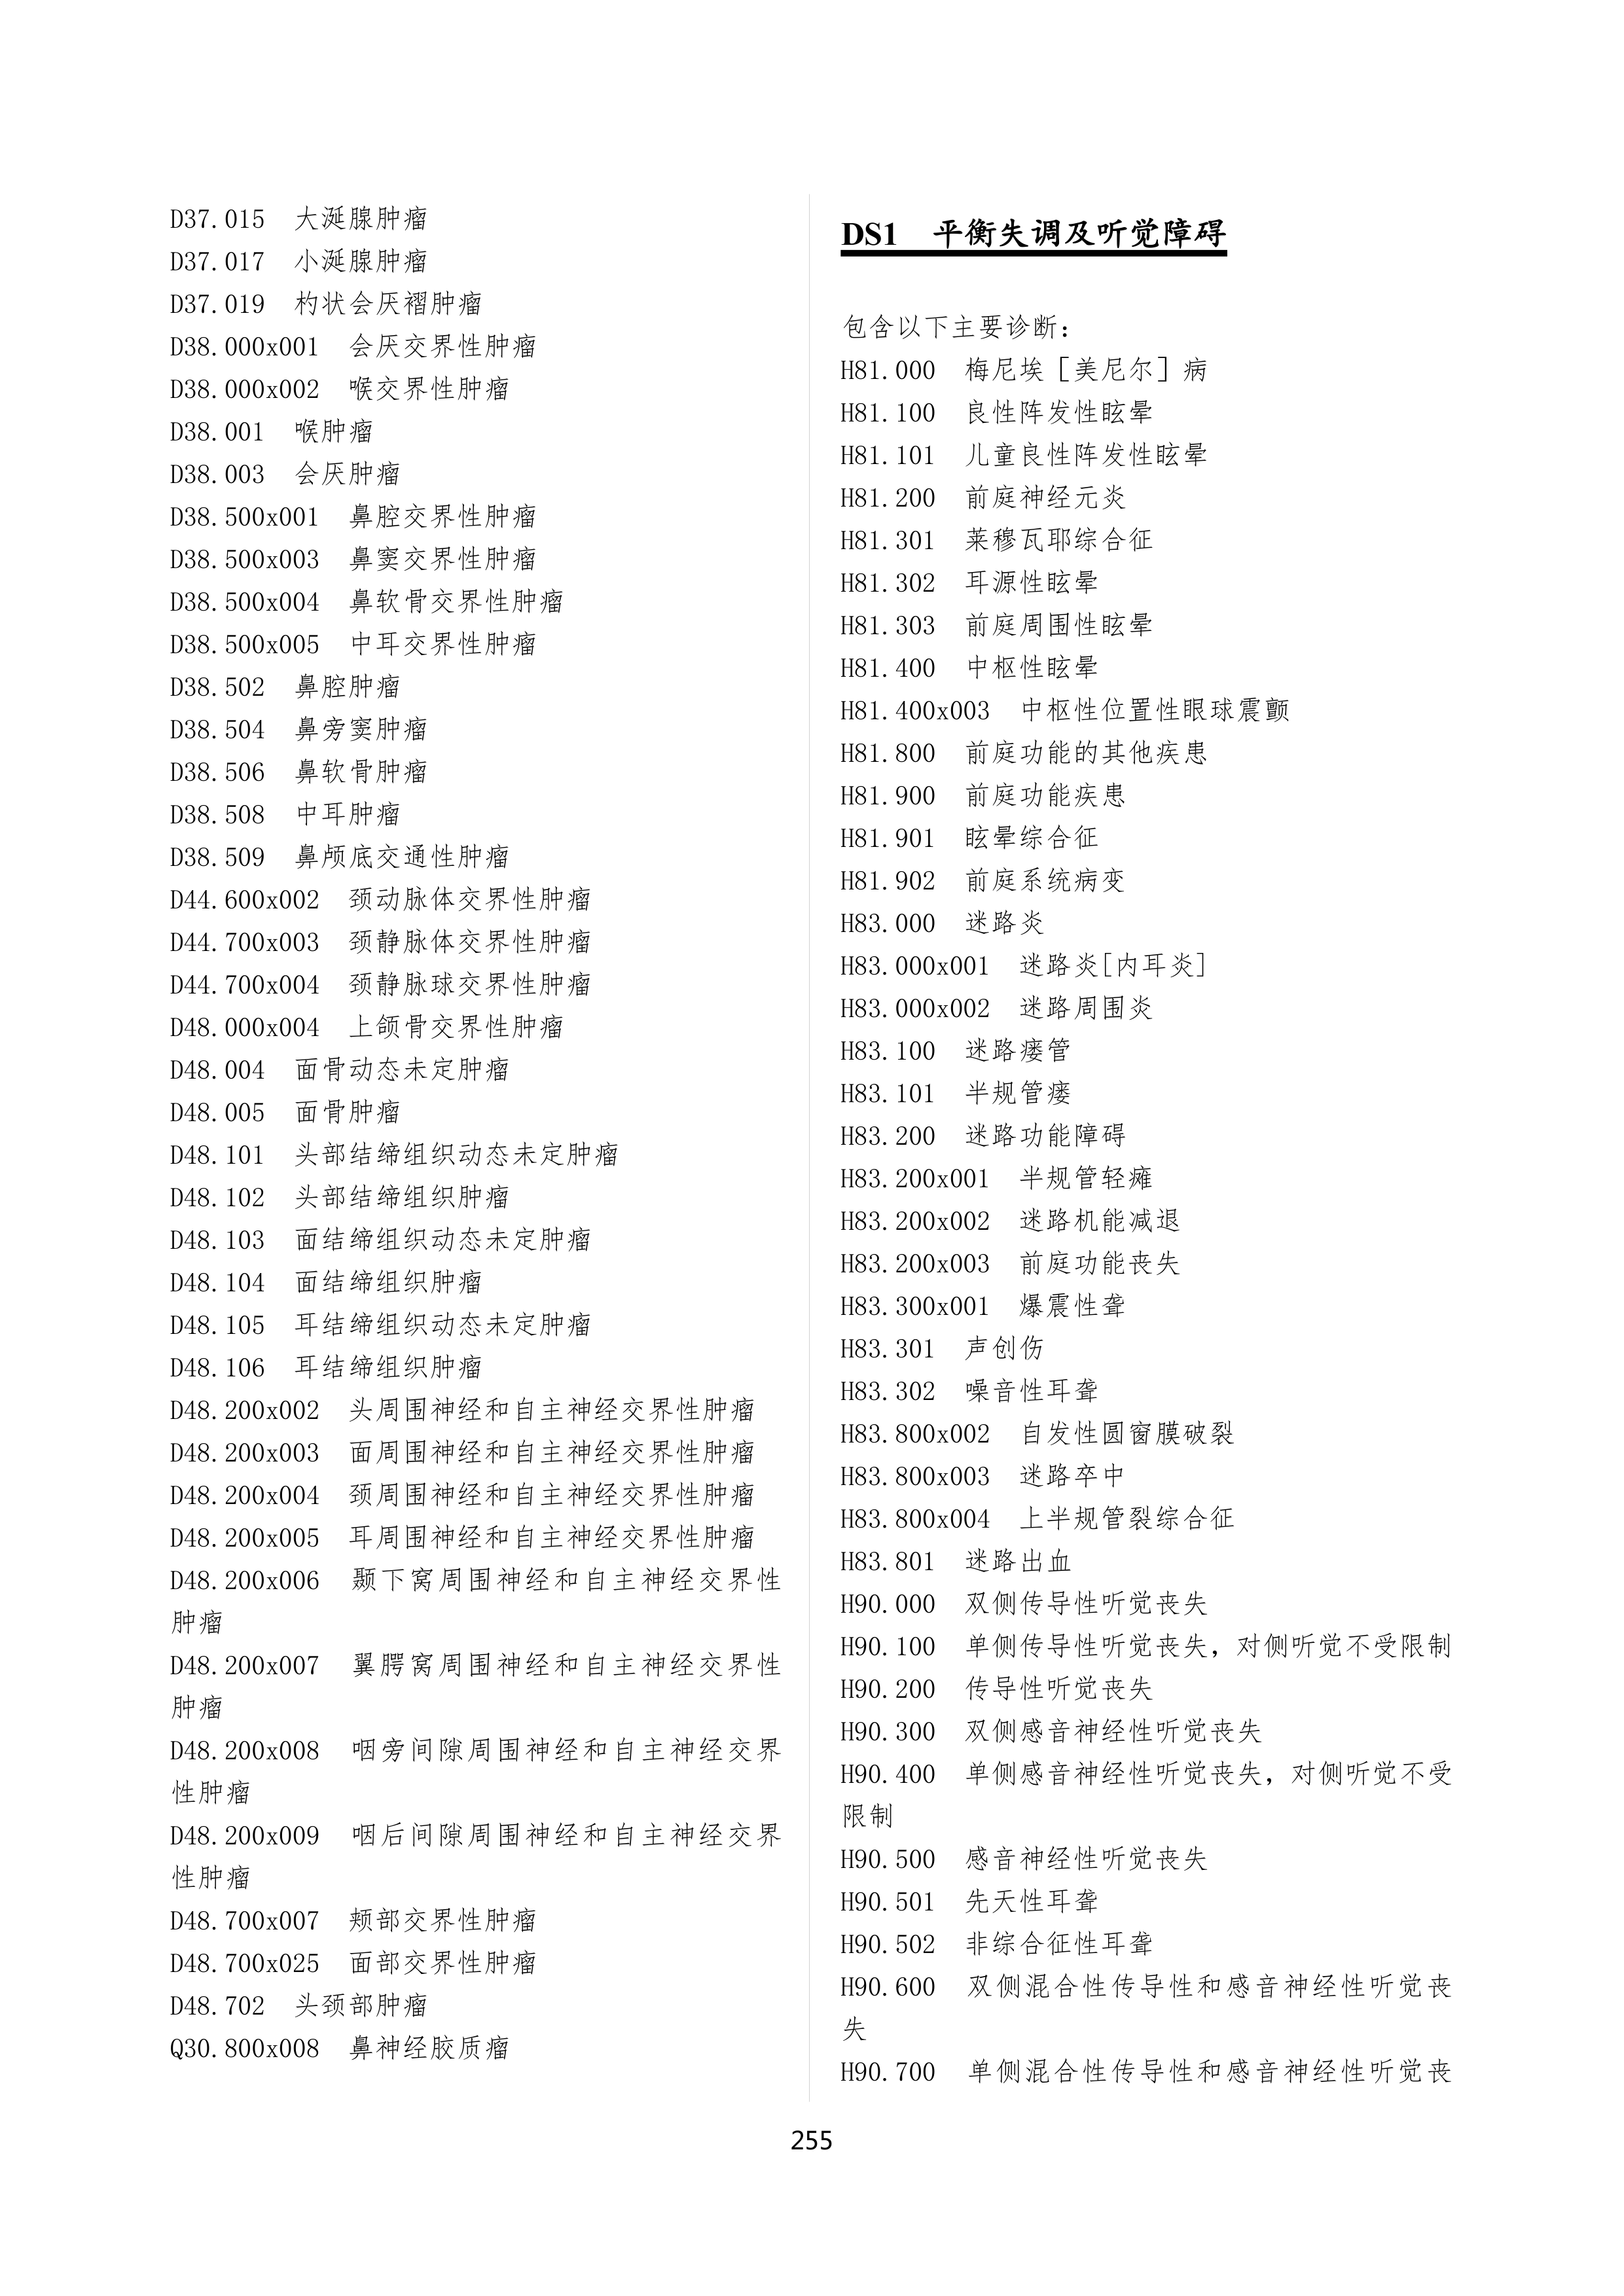 D37.015 大涎腺肿瘤
D37.017 小涎腺肿瘤
D37.019 杓状会厌褶肿瘤
D38.000x001 会厌交界性肿瘤
D38.000x002 喉交界性肿瘤
D38.001 喉肿瘤
D38.003 会厌肿瘤
D38.500x001 鼻腔交界性肿瘤
D38.500x003 鼻窦交界性肿瘤
D38.500x004 鼻软骨交界性肿瘤
D38.500x005 中耳交界性肿瘤
D38.502 鼻腔肿瘤
D38.504 鼻旁窦肿瘤
D38.506 鼻软骨肿瘤
D38.508 中耳肿瘤
D38.509 鼻颅底交通性肿瘤
D44.600x002 颈动脉体交界性肿瘤
D44.700x003 颈静脉体交界性肿瘤
D44.700x004 颈静脉球交界性肿瘤
D48.000x004 上颌骨交界性肿瘤
D48.004 面骨动态未定肿瘤
D48.005 面骨肿瘤
D48.101 头部结缔组织动态未定肿瘤
D48.102 头部结缔组织肿瘤
D48.103 面结缔组织动态未定肿瘤
D48.104 面结缔组织肿瘤
D48.105 耳结缔组织动态未定肿瘤
D48.106 耳结缔组织肿瘤
D48.200x002 头周围神经和自主神经交界性肿瘤
D48.200x003 面周围神经和自主神经交界性肿瘤
D48.200x004 颈周围神经和自主神经交界性肿瘤
D48.200x005 耳周围神经和自主神经交界性肿瘤
D48.200x006 颞下窝周围神经和自主神经交界性
肿瘤
D48.200x007 翼腭窝周围神经和自主神经交界性
肿瘤
D48.200x008 咽旁间隙周围神经和自主神经交界
性肿瘤
D48.200x009 咽后间隙周围神经和自主神经交界
性肿瘤
D48.700x007 颊部交界性肿瘤
D48.700x025 面部交界性肿瘤
D48.702 头颈部肿瘤
Q30.800x008 鼻神经胶质瘤
DS1 平衡失调及听觉障碍
包含以下主要诊断：
H81.000 梅尼埃［美尼尔］病
H81.100 良性阵发性眩晕
H81.101 儿童良性阵发性眩晕
H81.200 前庭神经元炎
H81.301 莱穆瓦耶综合征
H81.302 耳源性眩晕
H81.303 前庭周围性眩晕
H81.400 中枢性眩晕
H81.400x003 中枢性位置性眼球震颤
H81.800 前庭功能的其他疾患
H81.900 前庭功能疾患
H81.901 眩晕综合征
H81.902 前庭系统病变
H83.000 迷路炎
H83.000x001 迷路炎[内耳炎]
H83.000x002 迷路周围炎
H83.100 迷路瘘管
H83.101 半规管瘘
H83.200 迷路功能障碍
H83.200x001 半规管轻瘫
H83.200x002 迷路机能减退
H83.200x003 前庭功能丧失
H83.300x001 爆震性聋
H83.301 声创伤
H83.302 噪音性耳聋
H83.800x002 自发性圆窗膜破裂
H83.800x003 迷路卒中
H83.800x004 上半规管裂综合征
H83.801 迷路出血
H90.000 双侧传导性听觉丧失
H90.100 单侧传导性听觉丧失，对侧听觉不受限制
H90.200 传导性听觉丧失
H90.300 双侧感音神经性听觉丧失
H90.400 单侧感音神经性听觉丧失，对侧听觉不受
限制
H90.500 感音神经性听觉丧失
H90.501 先天性耳聋
H90.502 非综合征性耳聋
H90.600 双侧混合性传导性和感音神经性听觉丧
失
H90.700 单侧混合性传导性和感音神经性听觉丧
255